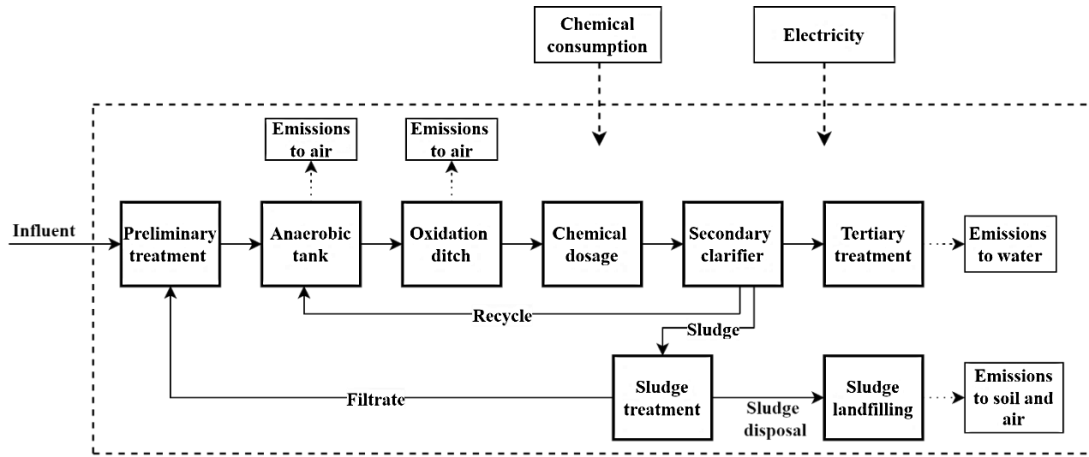 Chemical
consumption
Electricity
Emissions
to air
Emissions
to air
Influent
Preliminary
treatment
Anaerobic
tank
Oxidation
ditch
Chemical
dosage
Secondary
clarifier
Tertiary
treatment
Emissions
to water
Recycle
Sludge
Filtrate
Sludge
treatment
Sludge
disposal
Sludge
landfilling
Emissions
to soil and
air